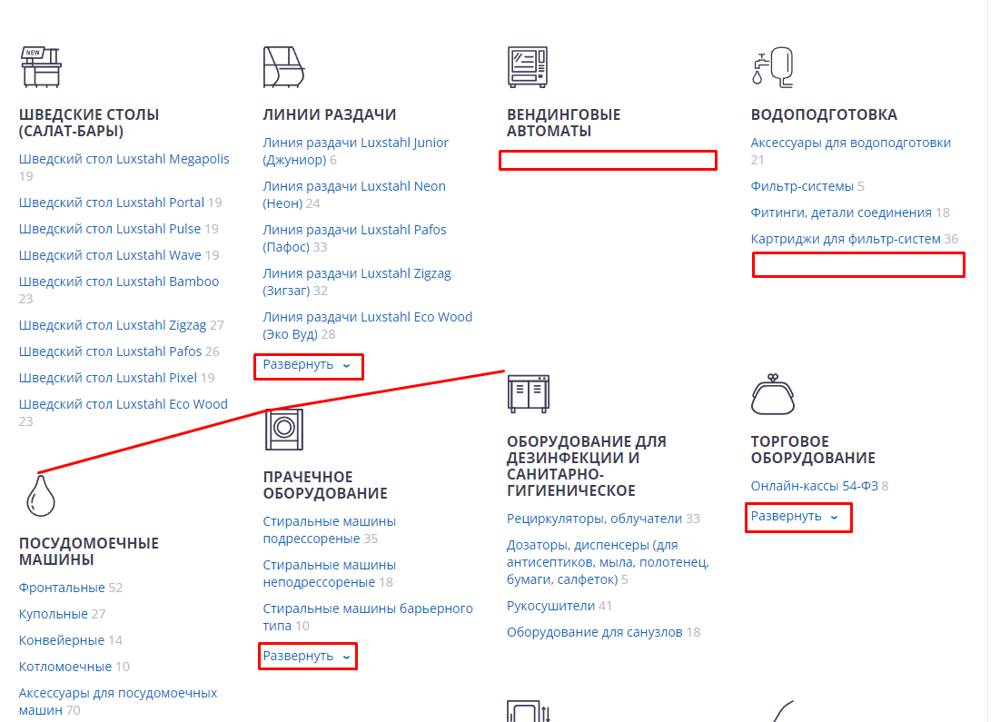 NEW
ШВЕДСКИЕ СТОЛЫ
(САЛАТ-БАРЫ)
Шведский стол Luxstahl Megapolis
19
Шведский стол Luxstahl Portal 19
Шведский стол Luxstahl Pulse 19
Шведский стол Luxstahl Wave 19
Шведский стол Luxstahl Bamboo
23
Шведский стол Luxstahl Zigzag 27
Шведский стол Luxstahl Pafos 26
Шведский стол Luxstahl Pixel 19
Шведский стол Luxstahl Eco Wood
23
ЛИНИИ РАЗДАЧИ
Линия раздачи Luxstahl Junior
(Джуниор) 6
Линия раздачи Luxstahl Neon
(Неон) 24
Линия раздачи Luxstahl Pafos
(Пафос) 33
Линия раздачи Luxstahl Zigzag
(Зигзаг) 32
Линия раздачи Luxstahl Eco Wood
(Эко Вуд) 28
Развернуть
ВЕНДИНГОВЫЕ
АВТОМАТЫ
ВОДОПОДГОТОВКА
Аксессуары для водоподготовки
21
Фильтр-системы 5
Фитинги, детали соединения 18
Картриджи для фильтр-систем 36
ПОСУДОМОЕЧНЫЕ
МАШИНЫ
Фронтальные 52
Купольные 27
Конвейерные 14
Котломоечные 10
Аксессуары для посудомоечных
машин 70
ПРАЧЕЧНОЕ
ОБОРУДОВАНИЕ
Стиральные машины
подрессореные 35
Стиральные машины
неподрессореные 18
Стиральные машины барьерного
типа 10
Развернуть
ОБОРУДОВАНИЕ ДЛЯ
ДЕЗИНФЕКЦИИ И
САНИТАРНО-
ГИГИЕНИЧЕСКОЕ
Рециркуляторы, облучатели 33
Дозаторы, диспенсеры (для
антисептиков, мыла, полотенец,
бумаги, салфеток) 5
Рукосушители 41
Оборудование для санузлов 18
ТОРГОВОЕ
ОБОРУДОВАНИЕ
Онлайн-кассы 54-ФЗ 8
Развернуть